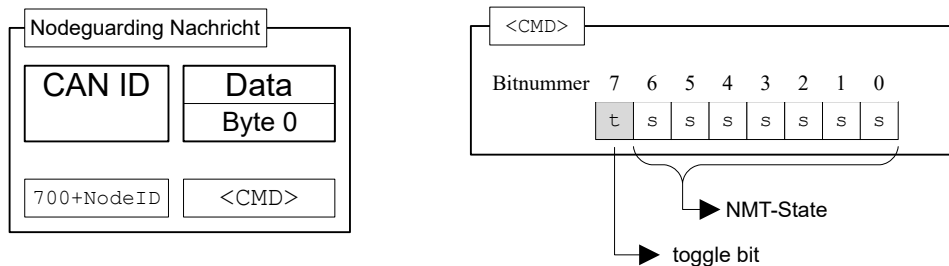 Nodeguarding Nachricht
CAN ID
Data
Byte 0
700+NodeID
<CMD>
<CMD>
Bitnummer 7 6 5 4 3 2 1 0
t s s s s s s s
NMT-State
toggle bit